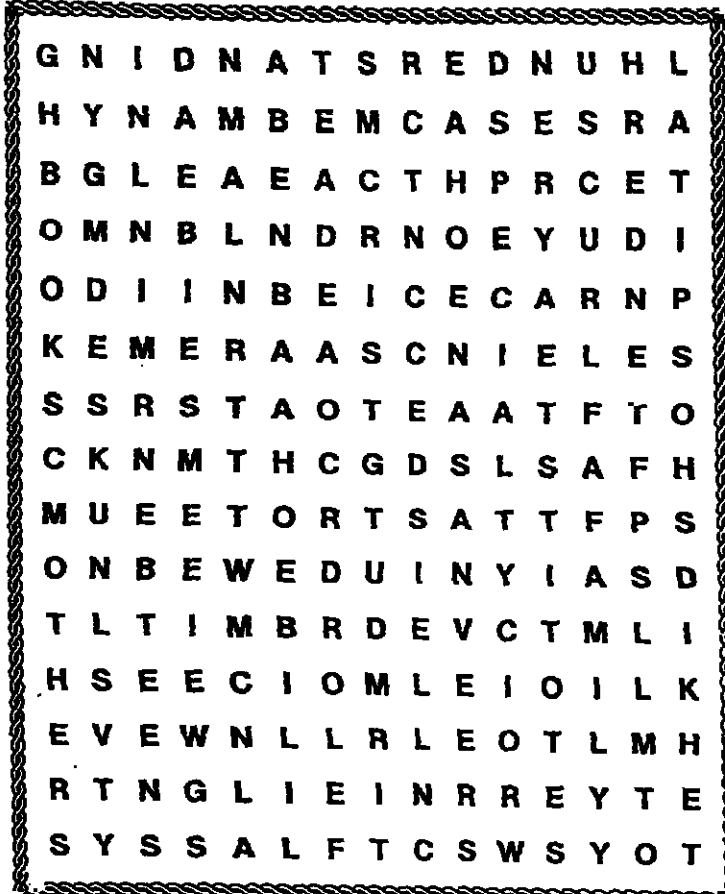 G N I D N A T S R E D N U H L
H Y N A M B E M C A S E S R A
B G L E A E A C T H P R C E T
O M N B L N D R N O E Y U D I
O D I I N B E I C E C A R N P
K E M E R A A S C N I E L E S
S S R S T A O T E A A T F T O
C K N M T H C G D S L S A F H
M U E E T O R T S A T T F P S
O N B E W E D U I N Y I A S D
T L T I M B R D E V C T M L I
H S E E C I O M L E I O I L K
E V E W N L L R L E O T L M H
R T N G L I E I N R R E Y T E
S Y S S A L F T C S W S Y O T